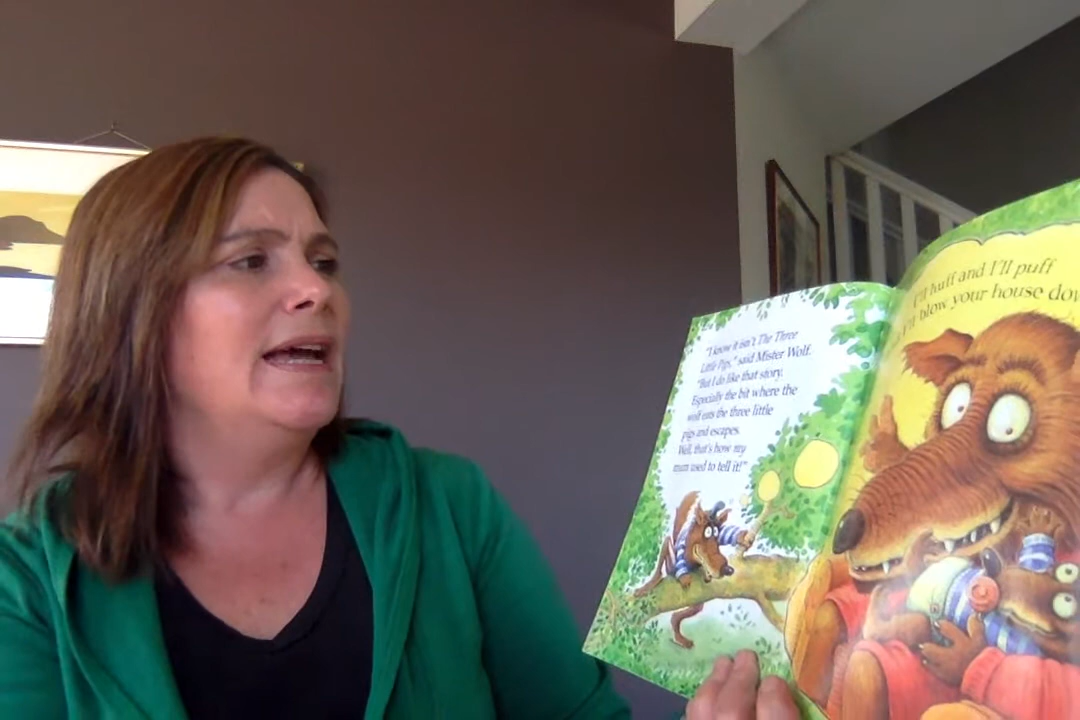 "I know it isn't The Three
Little Pigs," said Mister Wolf.
"But I do like that story.
Especially the bit where the
wolf eats the three little
pigs and escapes.
Well, that's how my
mum used to tell it!"
huff and I'll puff
blow your house